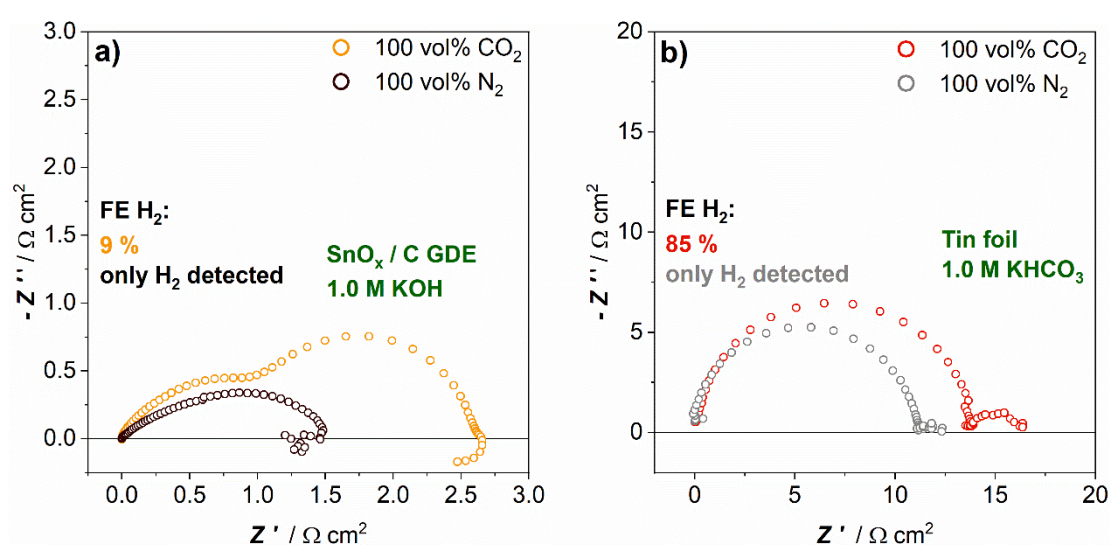 a)
100 vol% CO₂
100 vol% N₂
FE H₂:
9 %
only H₂ detected
SnOₓ / C GDE
1.0 M KOH
3.0
2.5
2.0
1.5
1.0
0.5
0.0
- Z '' / Ω cm²
0.0 0.5 1.0 1.5 2.0 2.5 3.0
Z ' / Ω cm²
b)
100 vol% CO₂
100 vol% N₂
FE H₂:
85 %
only H₂ detected
Tin foil
1.0 M KHCO₃
20
15
10
5
0
- Z '' / Ω cm²
0 5 10 15 20
Z ' / Ω cm²